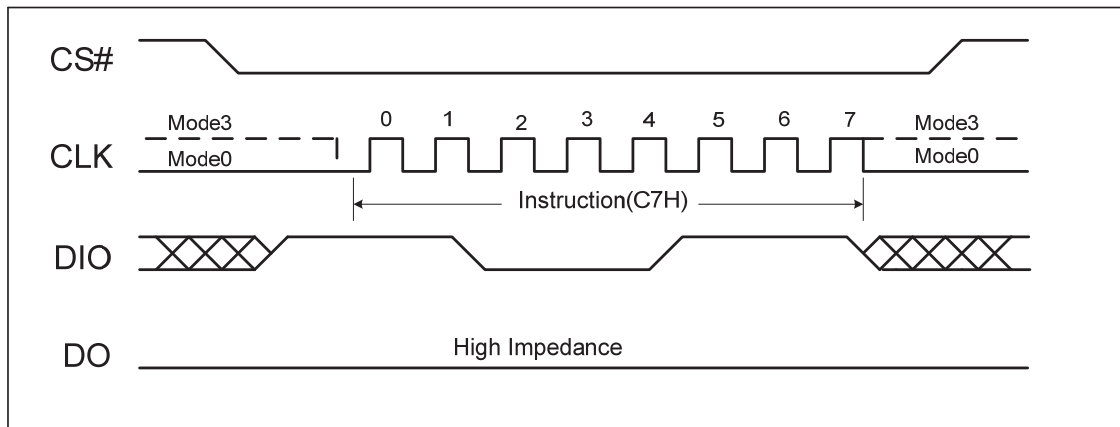 CS#
Mode3 0 1 2 3 4 5 6 7 Mode3
CLK Mode0 Mode0
Instruction(C7H)
DIO
High Impedance
DO